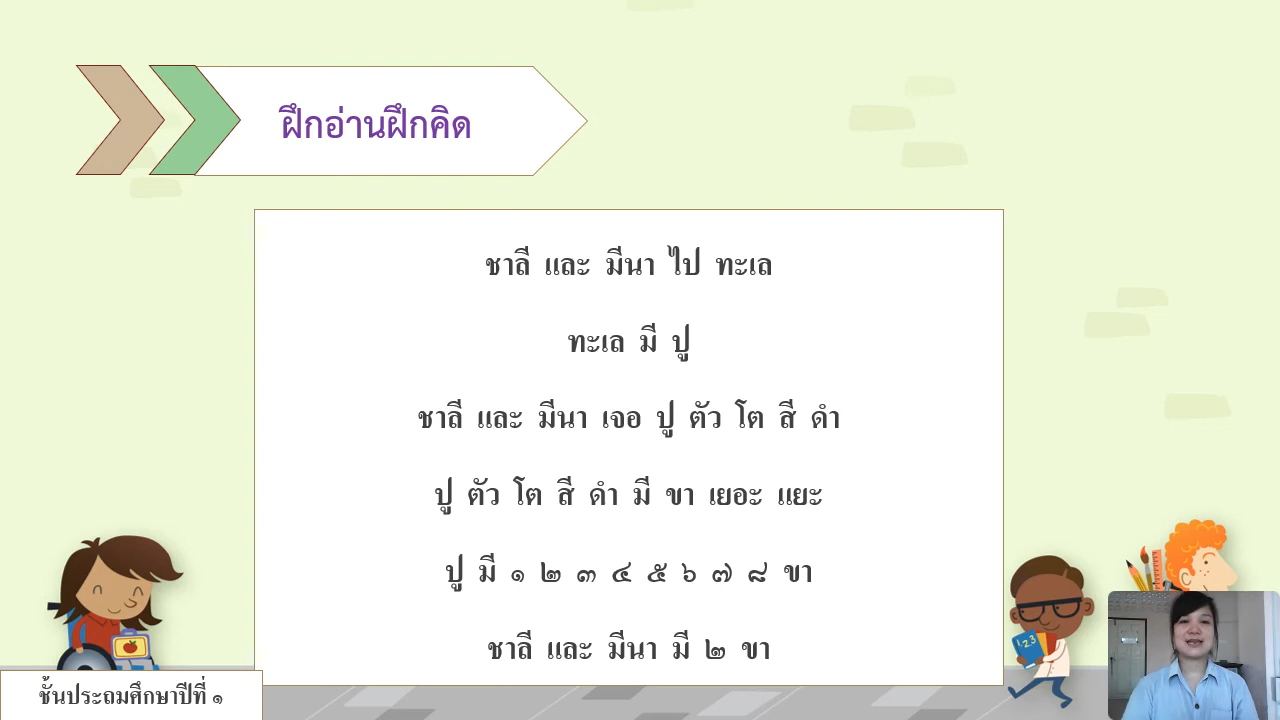 ฝึกอ่านฝึกคิด
ชาลี และ มีนา ไป ทะเล
ทะเล มี ปู
ชาลี และ มีนา เจอ ปู ตัว โต สี ดำ
ปู ตัว โต สี ดำ มี ขา เยอะ แยะ
ปู มี ๑ ๒ ๓ ๔ ๕ ๖ ๗ ๘ ขา
ชาลี และ มีนา มี ๒ ขา
1 2 3
ชั้นประถมศึกษาปีที่ ๑